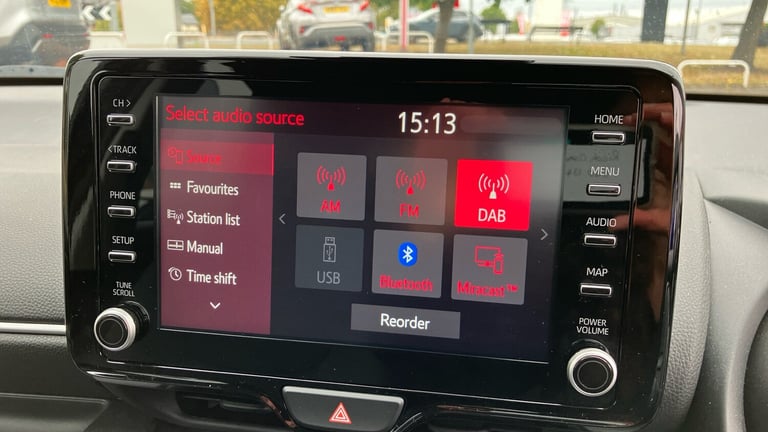 CH >
< TRACK
PHONE
SETUP
TUNE
SCROLL
Select audio source
15:13
Source
Favourites
Station list
Manual
Time shift
AM
FM
DAB
USB
Bluetooth
Miracast™
Reorder
HOME
MENU
AUDIO
MAP
POWER
VOLUME